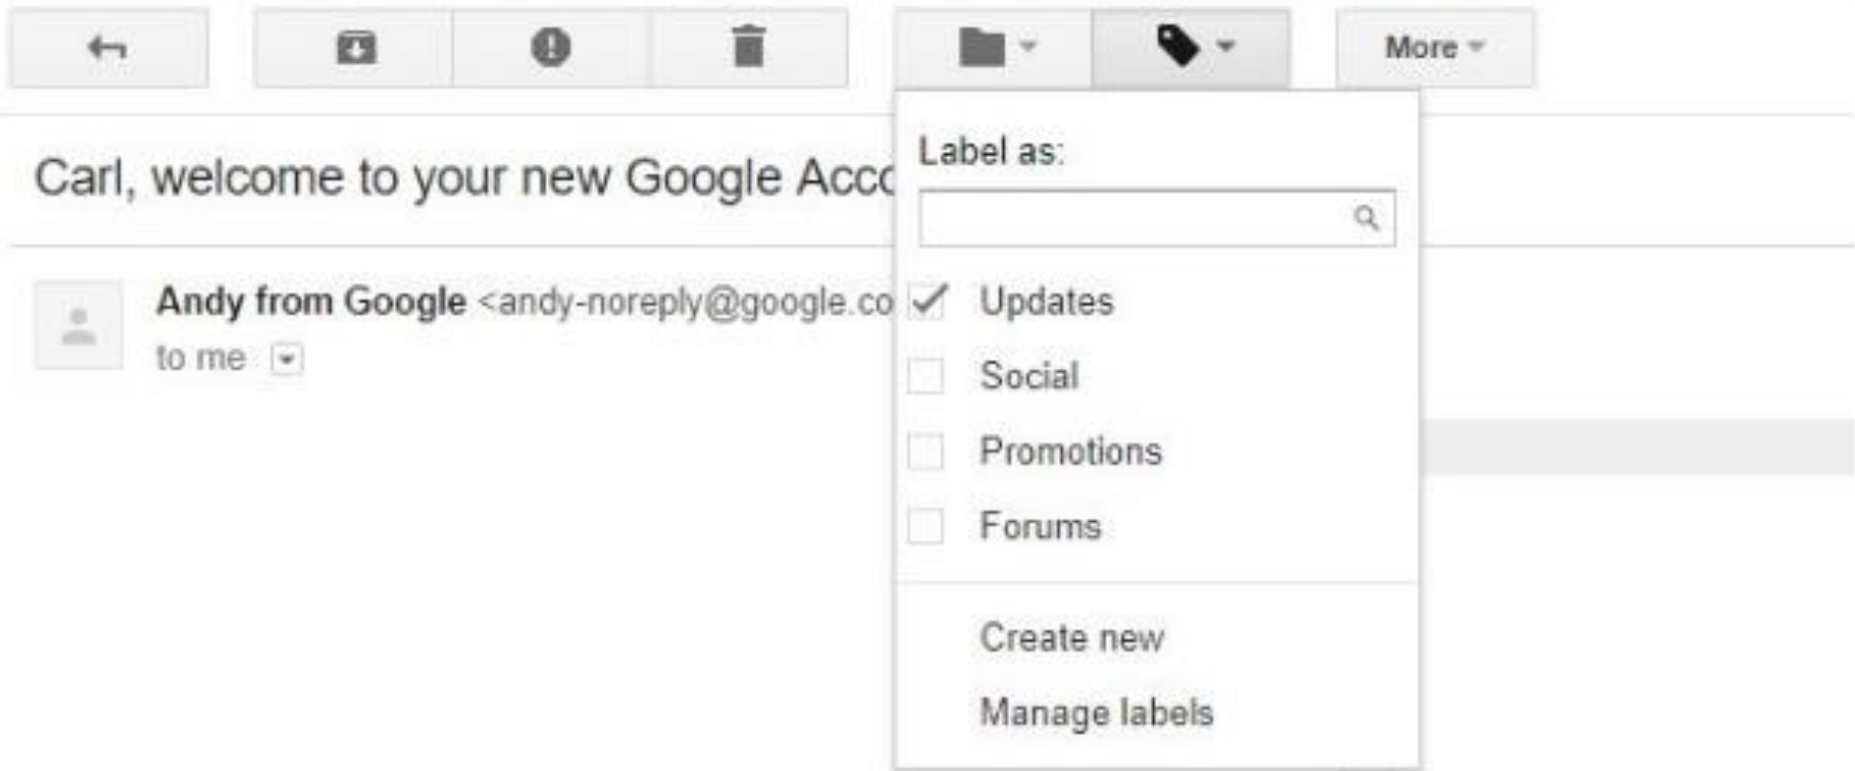 More
Label as:
Carl, welcome to your new Google Acco
Andy from Google <andy-noreply@google.co
to me
Updates
Social
Promotions
Forums
Create new
Manage labels